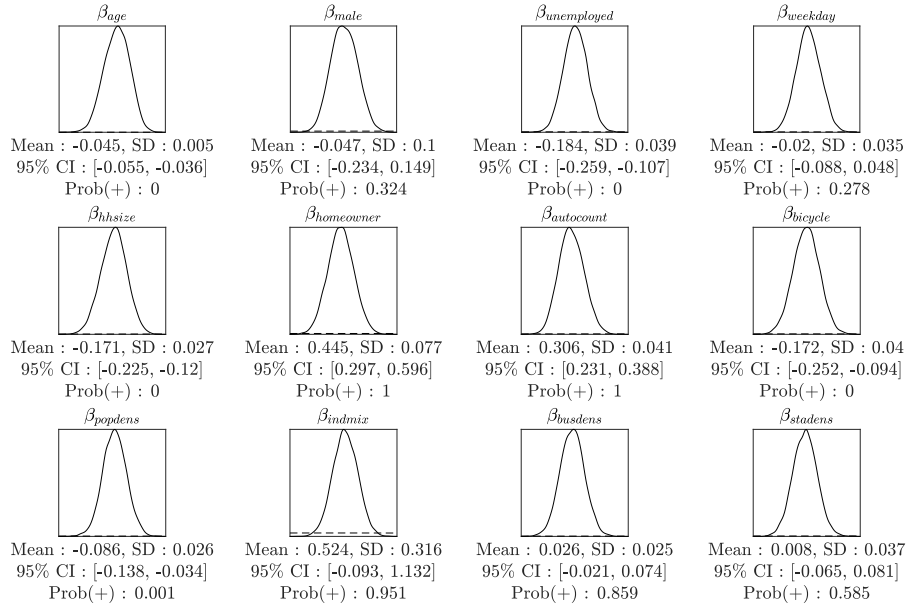 β_age β_male β_unemployed β_weekday
Mean : -0.045, SD : 0.005 Mean : -0.047, SD : 0.1 Mean : -0.184, SD : 0.039 Mean : -0.02, SD : 0.035
95% CI : [-0.055, -0.036] 95% CI : [-0.234, 0.149] 95% CI : [-0.259, -0.107] 95% CI : [-0.088, 0.048]
Prob(+) : 0 Prob(+) : 0.324 Prob(+) : 0 Prob(+) : 0.278
β_hhsize β_homeowner β_autocount β_bicycle
Mean : -0.171, SD : 0.027 Mean : 0.445, SD : 0.077 Mean : 0.306, SD : 0.041 Mean : -0.172, SD : 0.04
95% CI : [-0.225, -0.12] 95% CI : [0.297, 0.596] 95% CI : [0.231, 0.388] 95% CI : [-0.252, -0.094]
Prob(+) : 0 Prob(+) : 1 Prob(+) : 1 Prob(+) : 0
β_popdens β_indmix β_busdens β_stadens
Mean : -0.086, SD : 0.026 Mean : 0.524, SD : 0.316 Mean : 0.026, SD : 0.025 Mean : 0.008, SD : 0.037
95% CI : [-0.138, -0.034] 95% CI : [-0.093, 1.132] 95% CI : [-0.021, 0.074] 95% CI : [-0.065, 0.081]
Prob(+) : 0.001 Prob(+) : 0.951 Prob(+) : 0.859 Prob(+) : 0.585